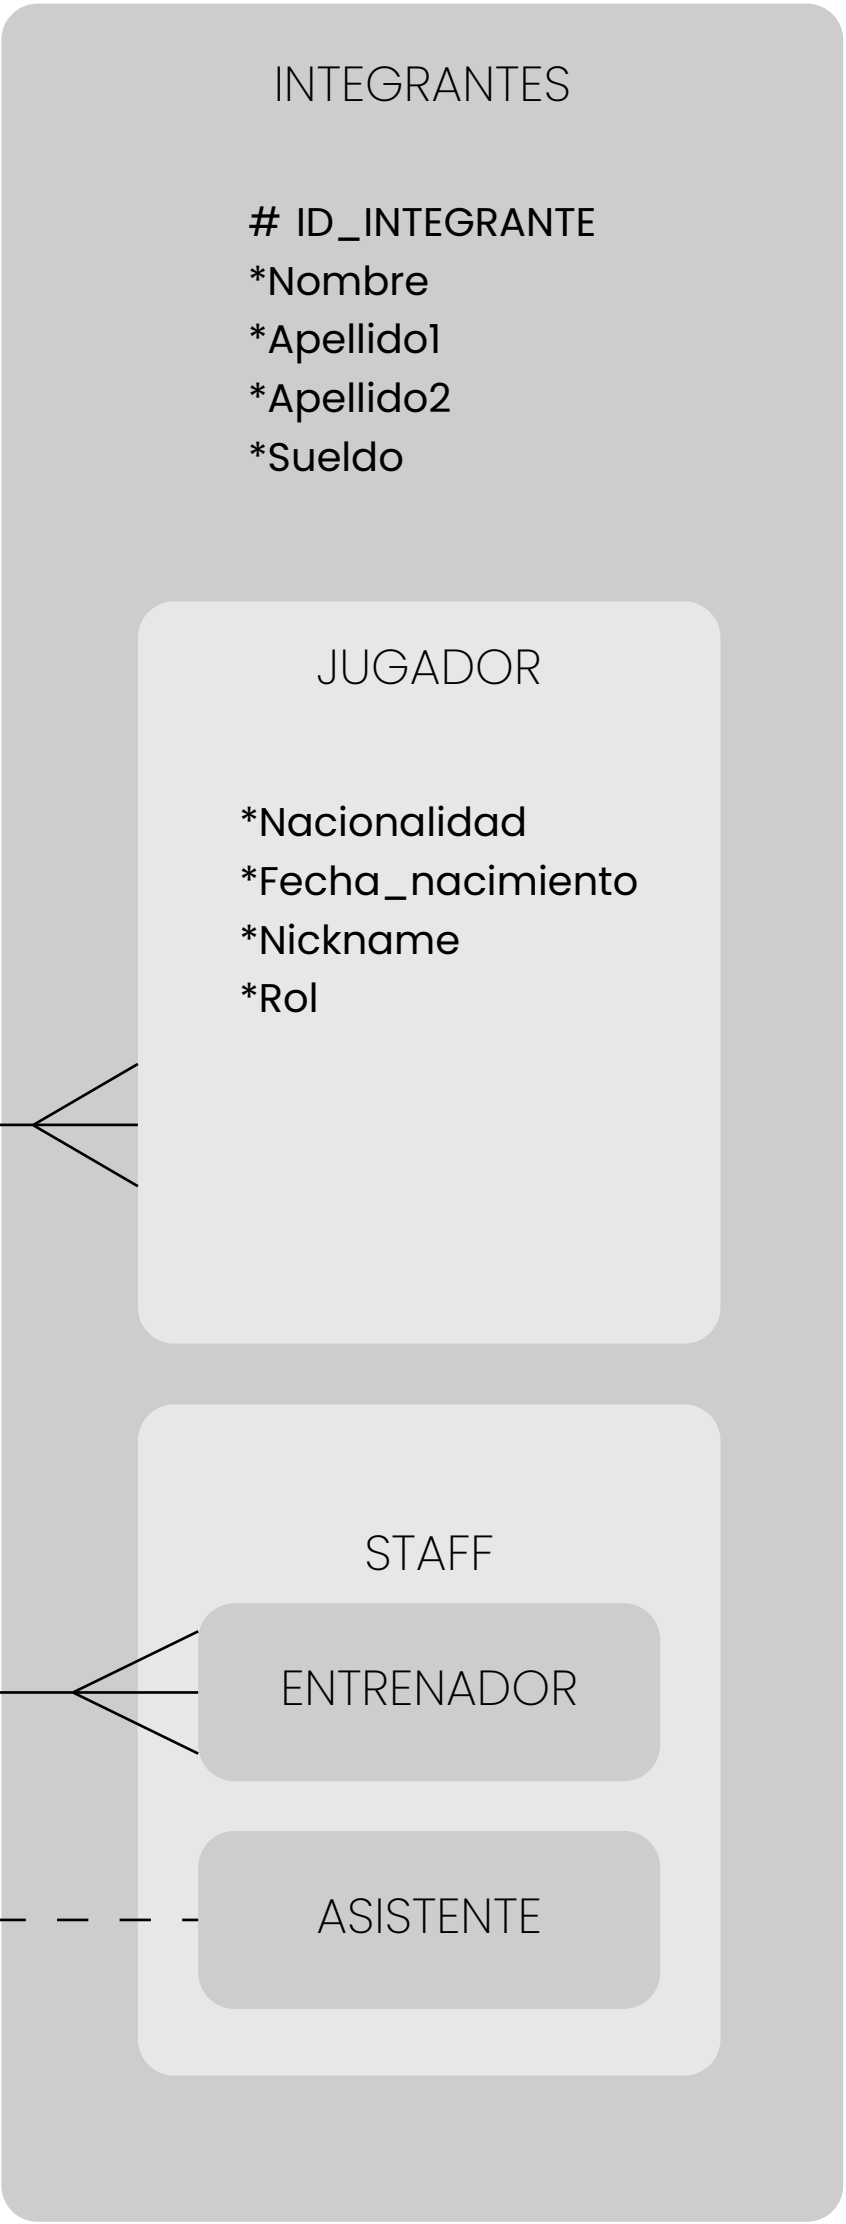 INTEGRANTES
# ID_INTEGRANTE
*Nombre
*Apellido1
*Apellido2
*Sueldo
JUGADOR
*Nacionalidad
*Fecha_nacimiento
*Nickname
*Rol
STAFF
ENTRENADOR
ASISTENTE